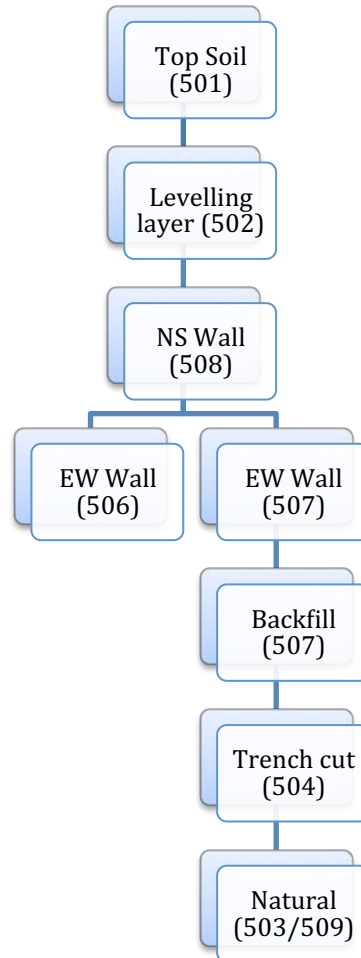 Top Soil
(501)
Levelling
layer (502)
NS Wall
(508)
EW Wall
(506)
EW Wall
(507)
Backfill
(507)
Trench cut
(504)
Natural
(503/509)